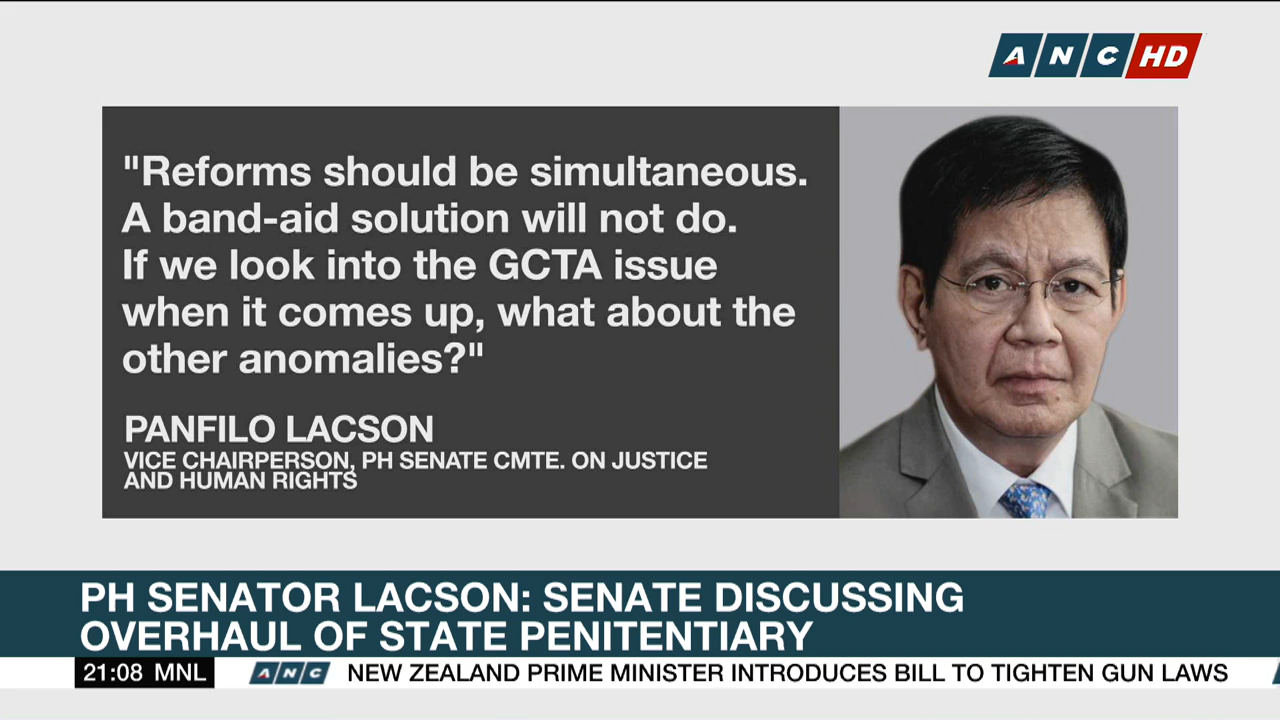 ANC HD
"Reforms should be simultaneous.
A band-aid solution will not do.
If we look into the GCTA issue
when it comes up, what about the
other anomalies?"
PANFILO LACSON
VICE CHAIRPERSON, PH SENATE CMTE. ON JUSTICE
AND HUMAN RIGHTS
PH SENATOR LACSON: SENATE DISCUSSING
OVERHAUL OF STATE PENITENTIARY
21:08 MNL ANC NEW ZEALAND PRIME MINISTER INTRODUCES BILL TO TIGHTEN GUN LAWS